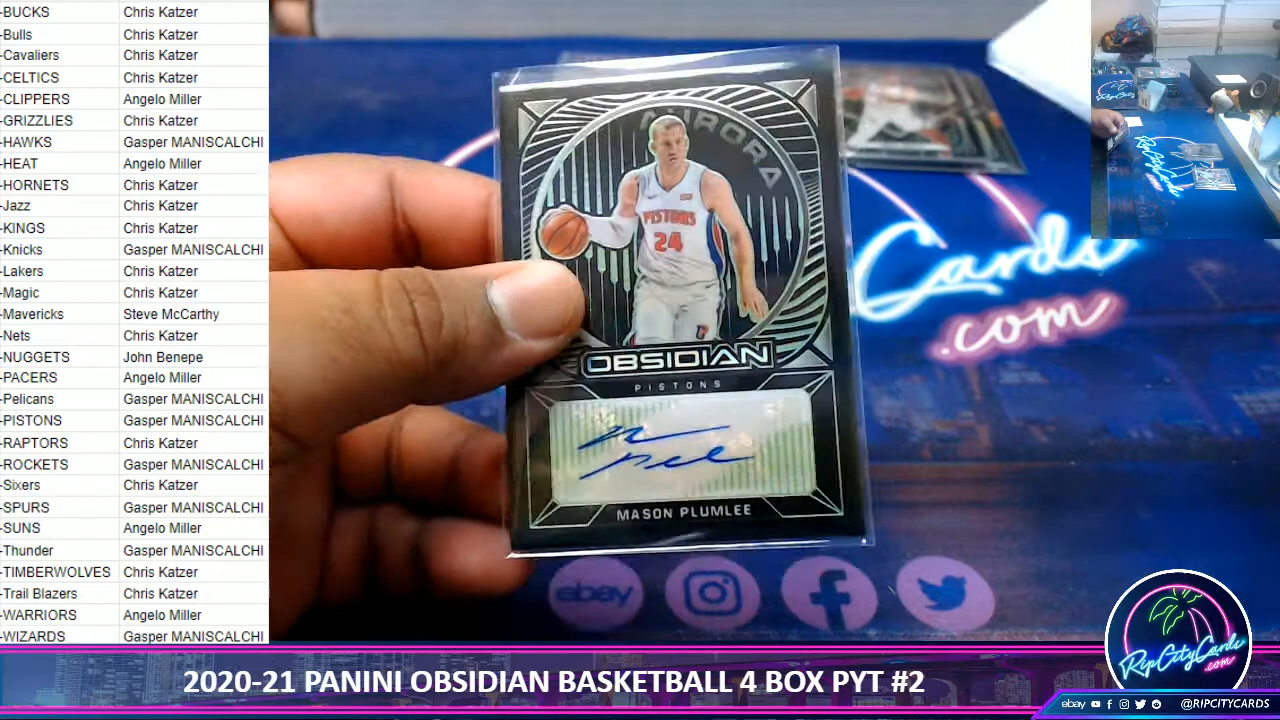 -BUCKS Chris Katzer
-Bulls Chris Katzer
-Cavaliers Chris Katzer
-CELTICS Chris Katzer
-CLIPPERS Angelo Miller
-GRIZZLIES Chris Katzer
-HAWKS Gasper MANISCALCHI
-HEAT Angelo Miller
-HORNETS Chris Katzer
-Jazz Chris Katzer
-KINGS Chris Katzer
-Knicks Gasper MANISCALCHI
-Lakers Chris Katzer
-Magic Chris Katzer
-Mavericks Steve McCarthy
-Nets Chris Katzer
-NUGGETS John Benepe
-PACERS Angelo Miller
-Pelicans Gasper MANISCALCHI
-PISTONS Gasper MANISCALCHI
-RAPTORS Chris Katzer
-ROCKETS Gasper MANISCALCHI
-Sixers Chris Katzer
-SPURS Gasper MANISCALCHI
-SUNS Angelo Miller
-Thunder Gasper MANISCALCHI
-TIMBERWOLVES Chris Katzer
-Trail Blazers Chris Katzer
-WARRIORS Angelo Miller
-WIZARDS Gasper MANISCALCHI
AURORA
PISTONS
24
OBSIDIAN
PISTONS
MASON PLUMLEE
Cards
.com
ebay
2020-21 PANINI OBSIDIAN BASKETBALL 4 BOX PYT #2
RipCityCards
.com
ebay @RIPCITYCARDS